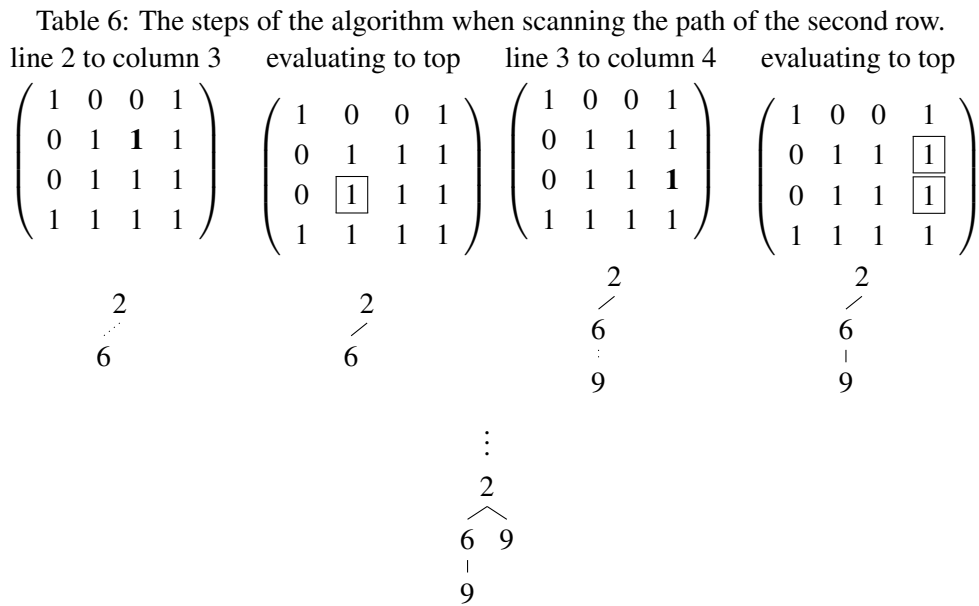 Table 6: The steps of the algorithm when scanning the path of the second row.
line 2 to column 3 evaluating to top line 3 to column 4 evaluating to top
1 0 0 1 1 0 0 1 1 0 0 1 1 0 0 1
0 1 1 1 0 1 1 1 0 1 1 1 0 1 1 1
0 1 1 1 0 1 1 1 0 1 1 1 0 1 1 1
1 1 1 1 1 1 1 1 1 1 1 1 1 1 1 1
2 2 2 2
6 6 6 6
9 9
⋮
2
6 9
9